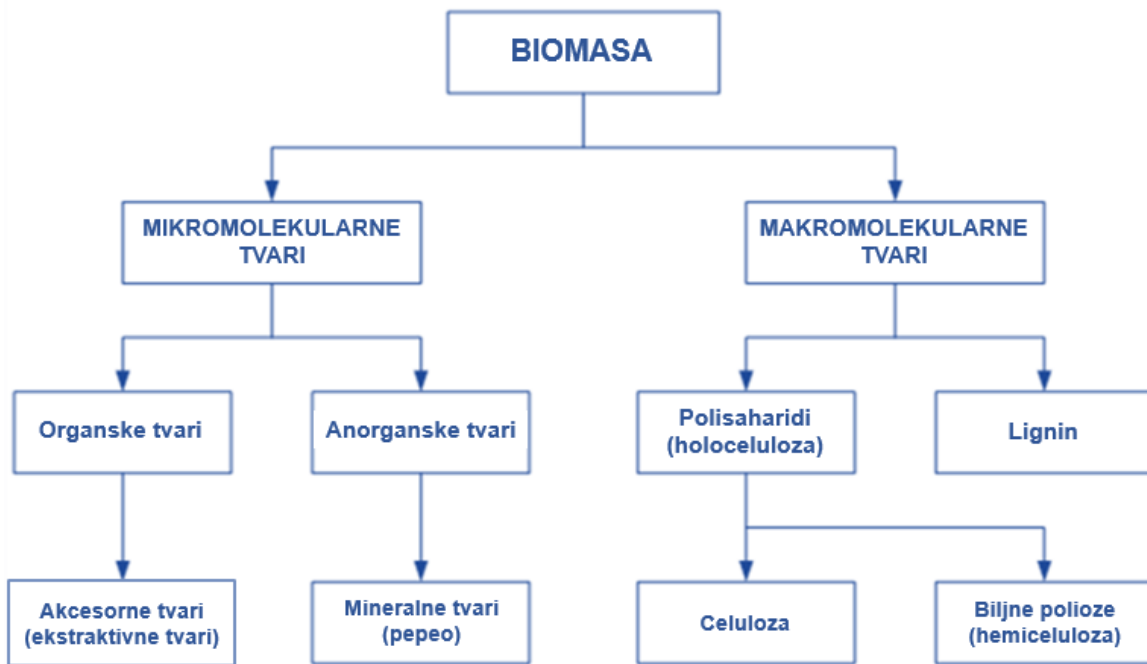 BIOMASA
MIKROMOLEKULARNE
TVARI
MAKROMOLEKULARNE
TVARI
Organske tvari
Anorganske tvari
Polisaharidi
(holoceluloza)
Lignin
Akcesorne tvari
(ekstraktivne tvari)
Mineralne tvari
(pepeo)
Celuloza
Biljne polioze
(hemiceluloza)